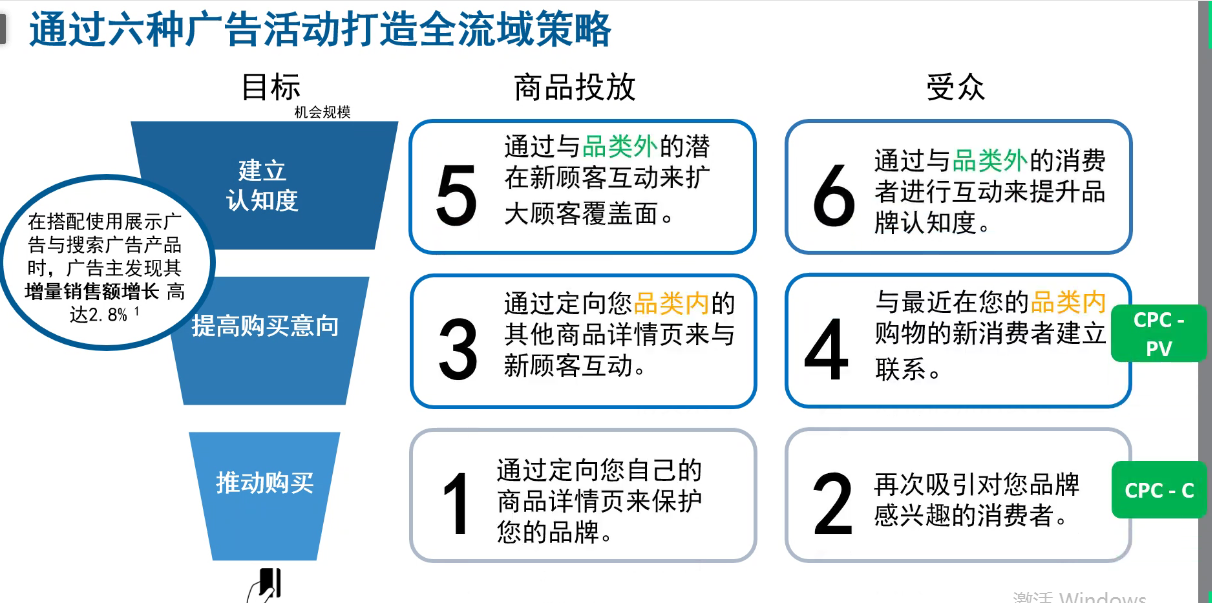 通过六种广告活动打造全流域策略
目标
商品投放
受众
机会规模
建立
认知度
5
通过与品类外的潜
在新顾客互动来扩
大顾客覆盖面。
6
通过与品类外的消费
者进行互动来提升品
牌认知度。
在搭配使用展示广
告与搜索广告产品
时，广告主发现其
增量销售额增长 高
达2.8% ¹
提高购买意向
3
通过定向您品类内的
其他商品详情页来与
新顾客互动。
4
与最近在您的品类内
购物的新消费者建立
联系。
CPC -
PV
推动购买
1
通过定向您自己的
商品详情页来保护
您的品牌。
2
再次吸引对您品牌
感兴趣的消费者。
CPC - C
激活 Windows